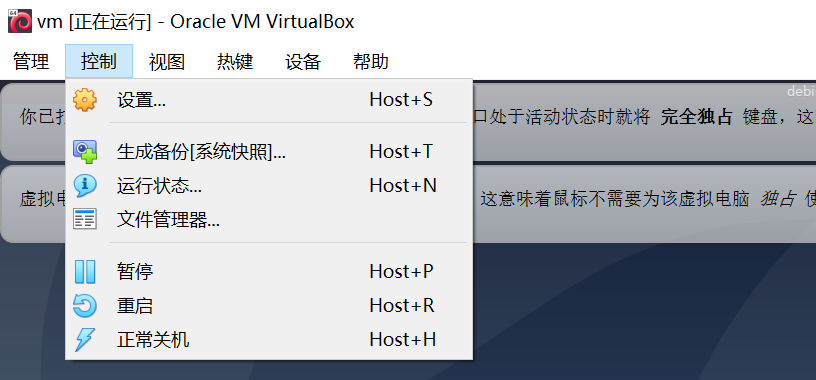 vm [正在运行] - Oracle VM VirtualBox
管理 控制 视图 热键 设备 帮助
debi
设置... Host+S
你已 口处于活动状态时就将 完全独占 键盘，这
生成备份[系统快照]... Host+T
运行状态... Host+N
虚拟电 这意味着鼠标不需要为该虚拟电脑 独占 使
文件管理器...
暂停 Host+P
重启 Host+R
正常关机 Host+H